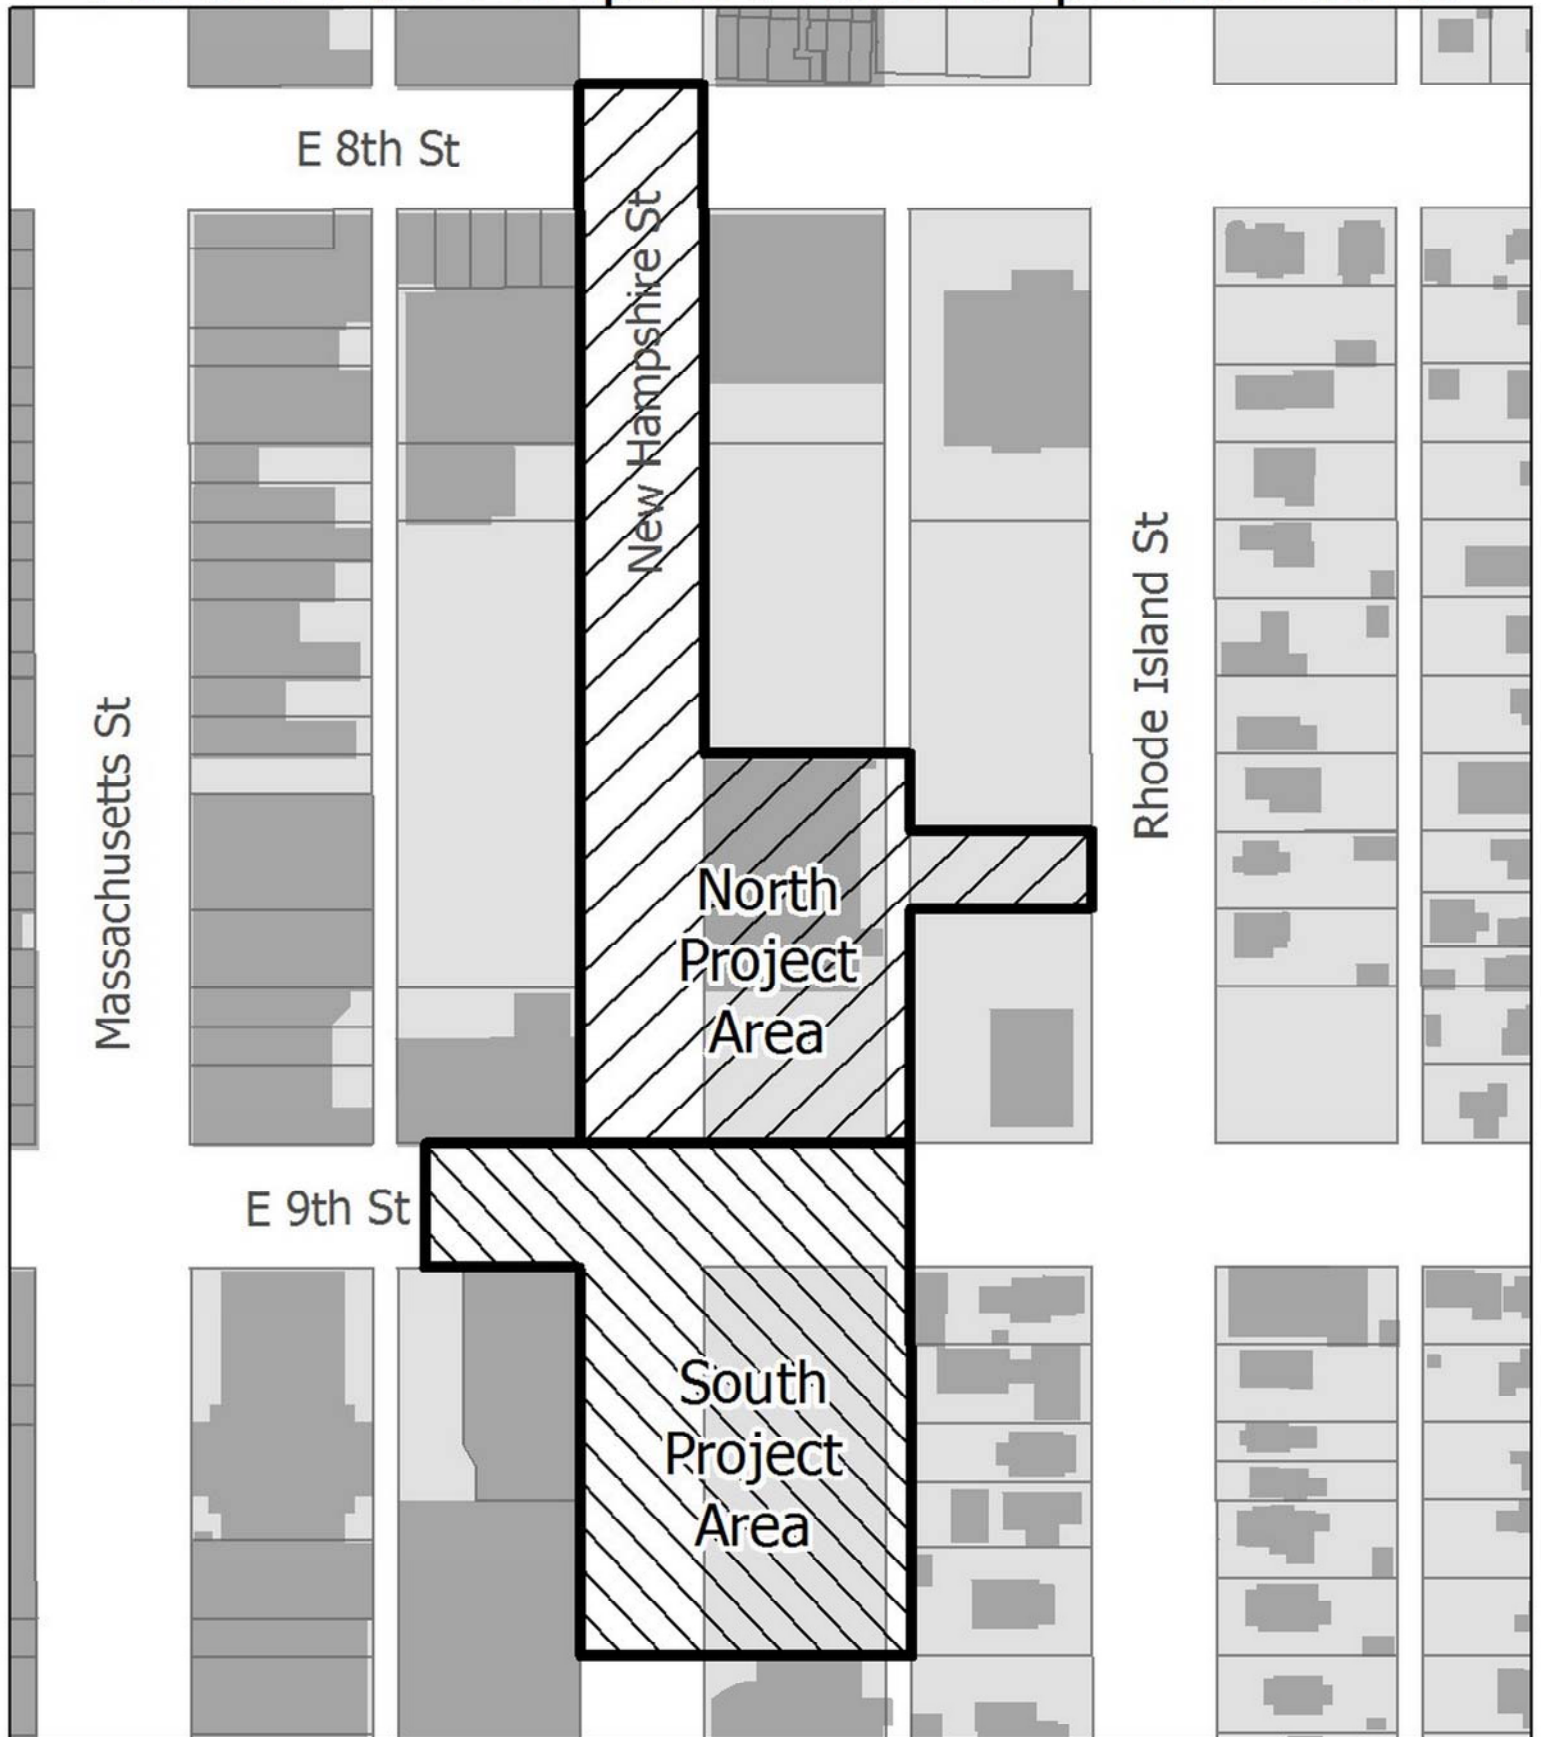 E 8th St
New Hampshire St
Rhode Island St
Massachusetts St
North
Project
Area
E 9th St
South
Project
Area